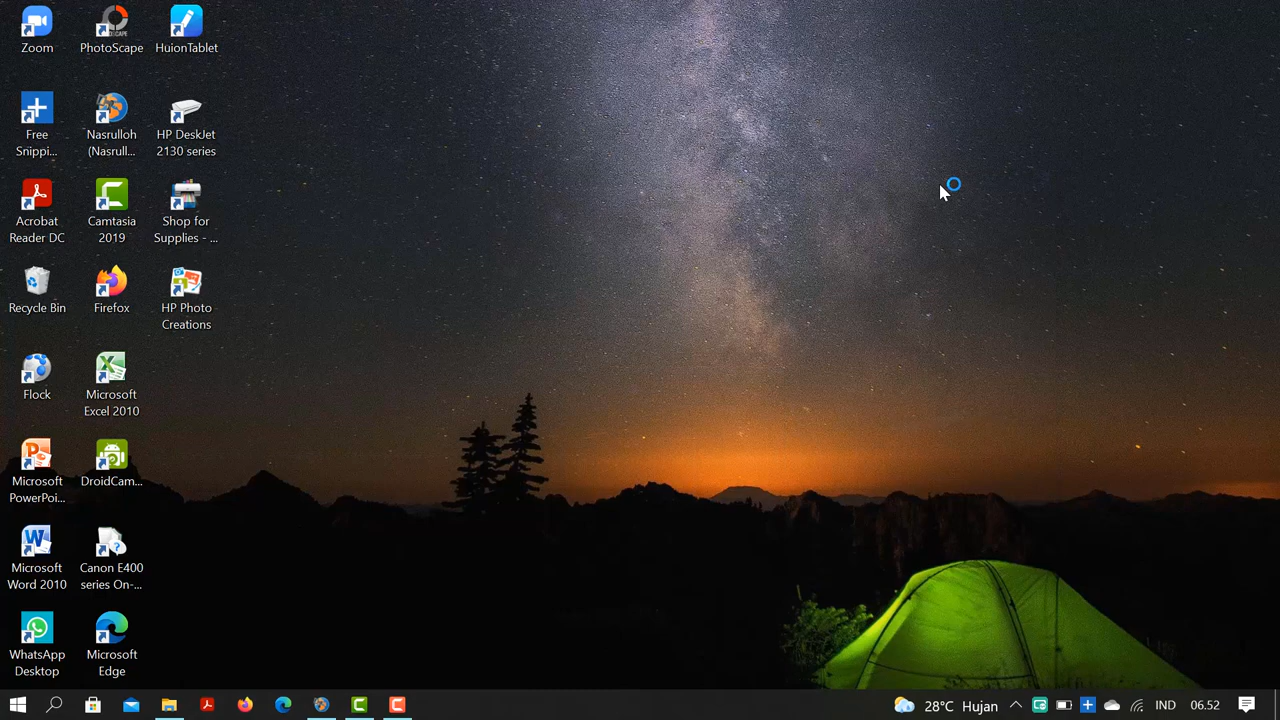 Zoom
PhotoScape
HuionTablet
Free
Snippi...
Nasrulloh
(Nasrull...
HP DeskJet
2130 series
Acrobat
Reader DC
Camtasia
2019
Shop for
Supplies - ...
Recycle Bin
Firefox
HP Photo
Creations
Flock
Microsoft
Excel 2010
Microsoft
PowerPoi...
DroidCam...
Microsoft
Word 2010
Canon E400
series On-...
WhatsApp
Desktop
Microsoft
Edge
28°C Hujan
IND
06.52